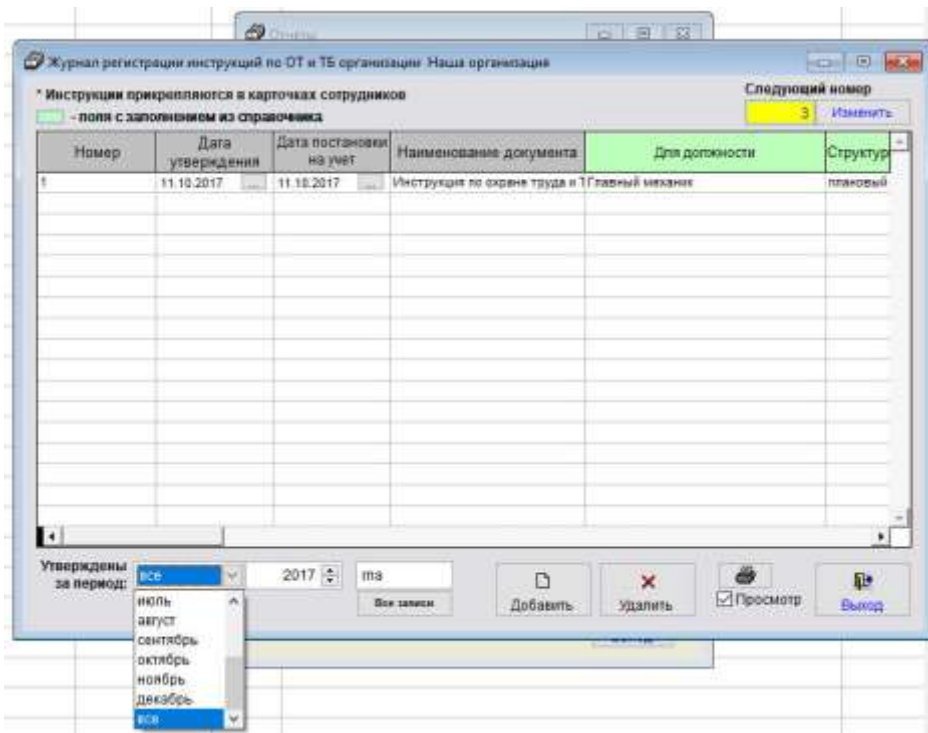 Отчеты
Журнал регистрации инструкций по ОТ и ТБ организации Наша организация
* Инструкции прикрепляются в карточках сотрудников
Следующий номер
- поля с заполнением из справочника
3 Изменить
Номер
Дата утверждения
Дата постановки на учет
Наименование документа
Для должности
Структур
1 11.10.2017 ... 11.10.2017 ... Инструкция по охране труда и Т Главный механик плановый
Утверждены
за период:
все
2017
Все записи
Добавить
Удалить
Просмотр
Выход
июль
август
сентябрь
октябрь
ноябрь
декабрь
все